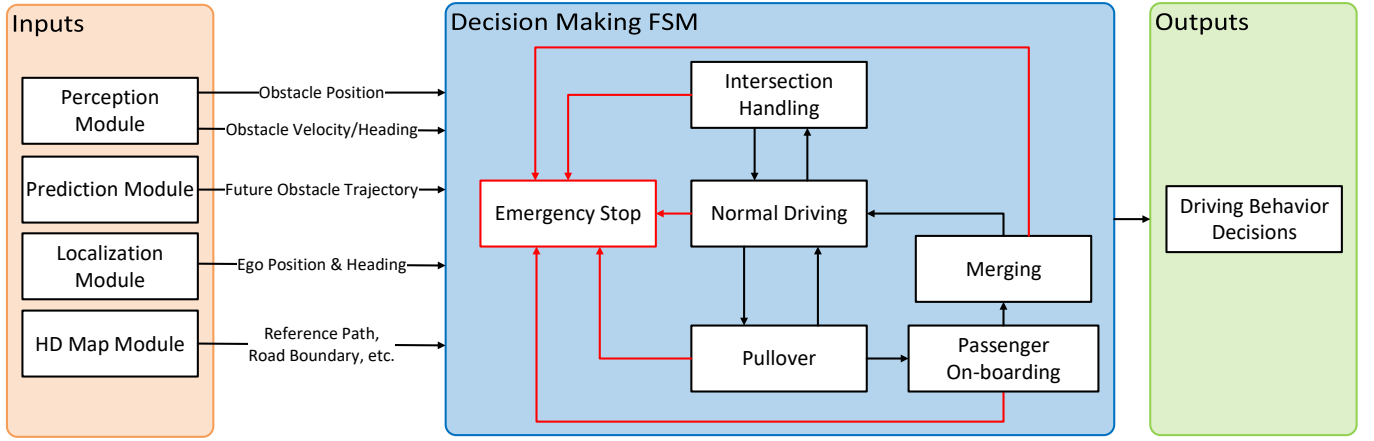 Inputs
Perception
Module
Prediction Module
Localization
Module
HD Map Module
Obstacle Position
Obstacle Velocity/Heading
Future Obstacle Trajectory
Ego Position & Heading
Reference Path,
Road Boundary, etc.
Decision Making FSM
Intersection
Handling
Emergency Stop
Normal Driving
Merging
Pullover
Passenger
On-boarding
Outputs
Driving Behavior
Decisions